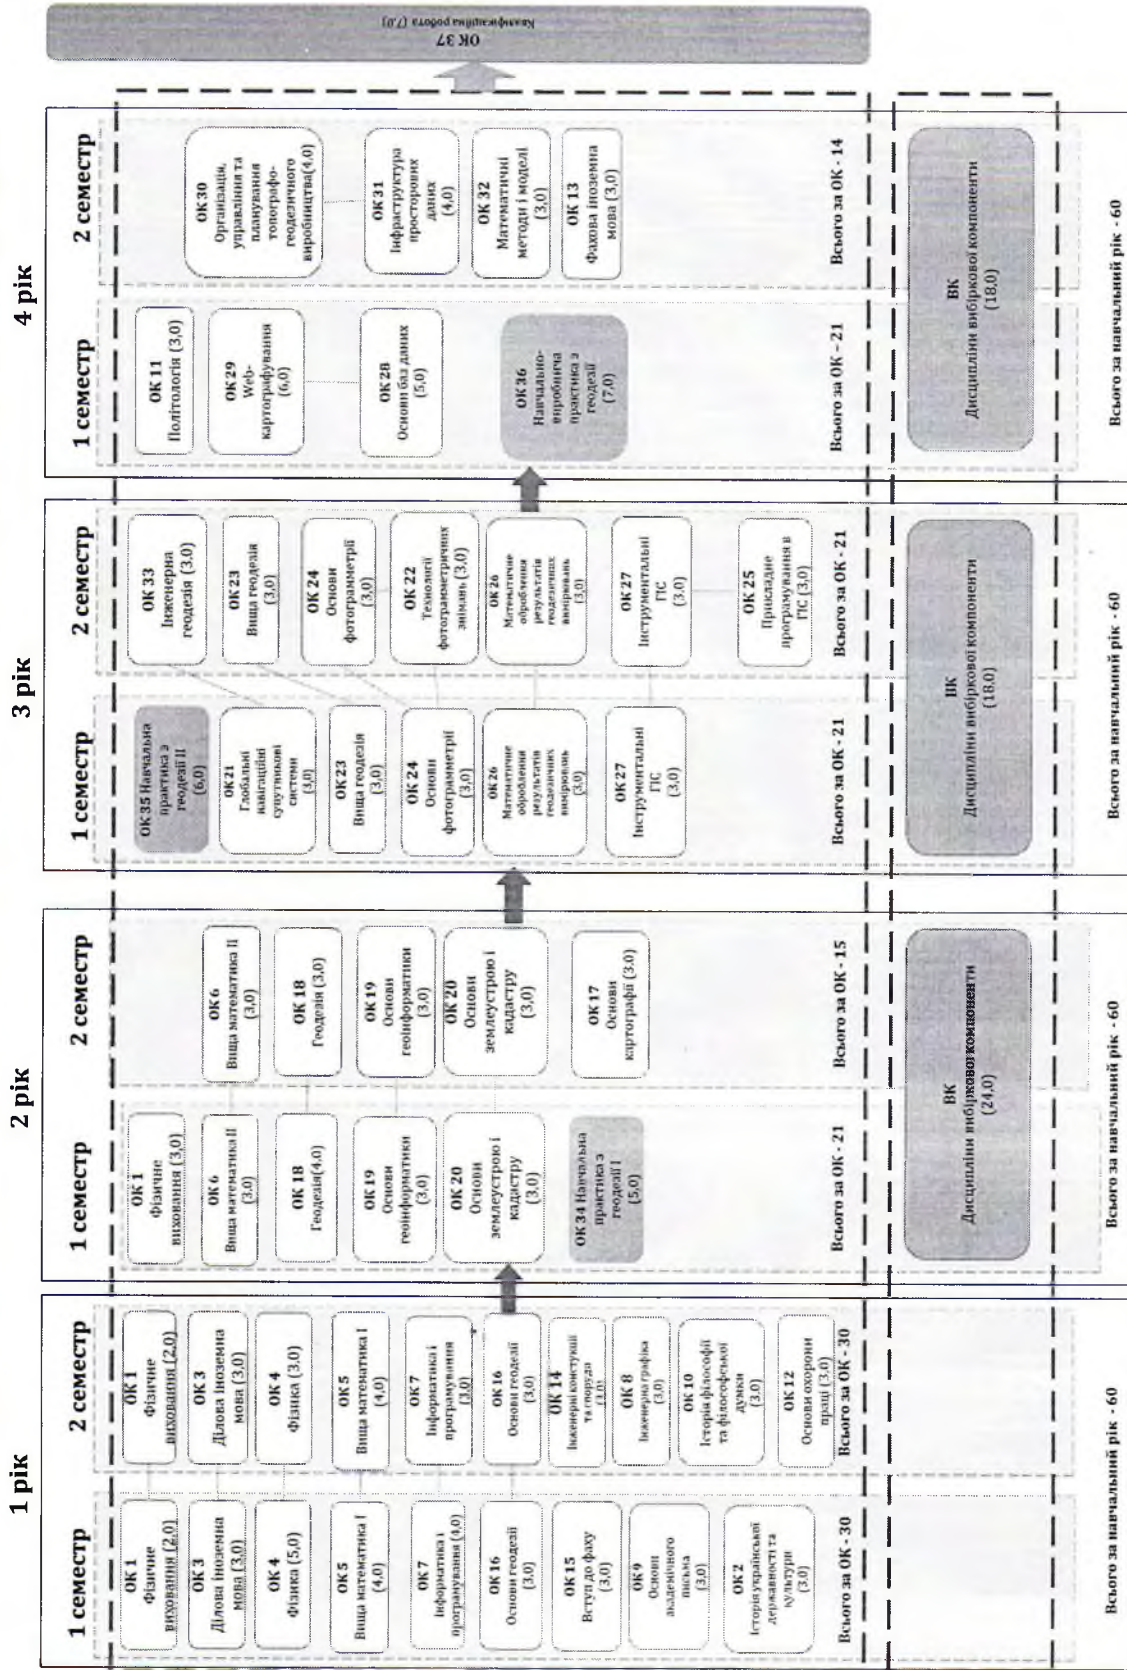 1 рік
1 семестр
ОК 1
Фізичне
виховання (2,0)
ОК 3
Ділова іноземна
мова (3,0)
ОК 4
Фізика (5,0)
ОК 5
Вища математика І
(4,0)
ОК 7
Інформатика і
програмування (4,0)
ОК 16
Основи геодезії
(3,0)
ОК 15
Вступ до фаху
(3,0)
ОК 9
Основи
академічного
письма
(3,0)
ОК 2
Історія української
державності та
культури
(3,0)
Всього за ОК - 30
2 семестр
ОК 1
Фізичне
виховання (2,0)
ОК 3
Ділова іноземна
мова (3,0)
ОК 4
Фізика (3.0)
ОК 5
Вища математика І
(4,0)
ОК 7
Інформатика і
програмування
(3,0)
ОК 16
Основи геодезії
(3,0)
ОК 14
Інженерні констукції
та споруда
(3,0)
ОК 8
Інженерна графіка
(3,0)
ОК 10
Історія філософії
та філософської
думки
(3,0)
ОК 12
Основи охорони
праці (3,0)
Всього за ОК - 30
Всього за навчальний рік - 60
2 рік
1 семестр
ОК 1
Фізичне
виховання (3,0)
ОК 6
Вища математика ІІ
(3,0)
ОК 18
Геодезія(4,0)
ОК 19
Основи
геоінформатики
(3,0)
ОК 20
Основи
землеустрою і
кадастру
(3,0)
ОК 34 Навчальна
практика з
геодезії І
(5,0)
Всього за ОК - 21
2 семестр
ОК 6
Вища математика ІІ
(3,0)
ОК 18
Геодезія (3,0)
ОК 19
Основи
геоінформатики
(3,0)
ОК 20
Основи
землеустрою і
кадастру
(3,0)
ОК 17
Основи
картографії (3.0)
Всього за ОК - 15
ВК
Дисципліни вибіркової компоненти
(24,0)
Всього за навчальний рік - 60
3 рік
1 семестр
ОК 35 Навчальна
практика з
геодезії ІІ
(6,0)
ОК 21
Глобальні
навігаційні
супутникові
системи
(3,0)
ОК 23
Вища геодезія
(3,0)
ОК 24
Основи
фотограмметрії
(3,0)
ОК 26
Математичне
оброблення
результатів
геодезичних
вимірювань
(3,0)
ОК 27
Інструментальні
ГІС
(3,0)
Всього за ОК - 21
2 семестр
ОК 33
Інженерна
геодезія (3.0)
ОК 23
Вища геодезія
(3,0)
ОК 24
Основи
фотограмметрії
(3,0)
ОК 22
Технології
фотограмметричних
знімань (3,0)
ОК 26
Математичне
оброблення
результатів
геодезичних
вимірювань
(3,0)
ОК 27
Інструментальні
ГІС
(3,0)
ОК 25
Прикладне
програмування в
ГІС (3,0)
Всього за ОК - 21
ВК
Дисципліни вибіркової компоненти
(18,0)
Всього за навчальний рік - 60
4 рік
1 семестр
ОК 11
Політологія (3,0)
ОК 29
Web-
картографування
(6,0)
ОК 28
Основи баз даних
(5,0)
ОК 36
Навчально-
виробнича
практика з
геодезії
(7,0)
Всього за ОК - 21
2 семестр
ОК 30
Організація,
управління та
планування
топографо-
геодезичного
виробництва(4,0)
ОК 31
Інфраструктура
просторових
даних
(4,0)
ОК 32
Математичні
методи і моделі
(3,0)
ОК 13
Фахова іноземна
мова (3,0)
Всього за ОК - 14
ВК
Дисципліни вибіркової компоненти
(18,0)
Всього за навчальний рік - 60
ОК 37
Кваліфікаційна робота (7.0)